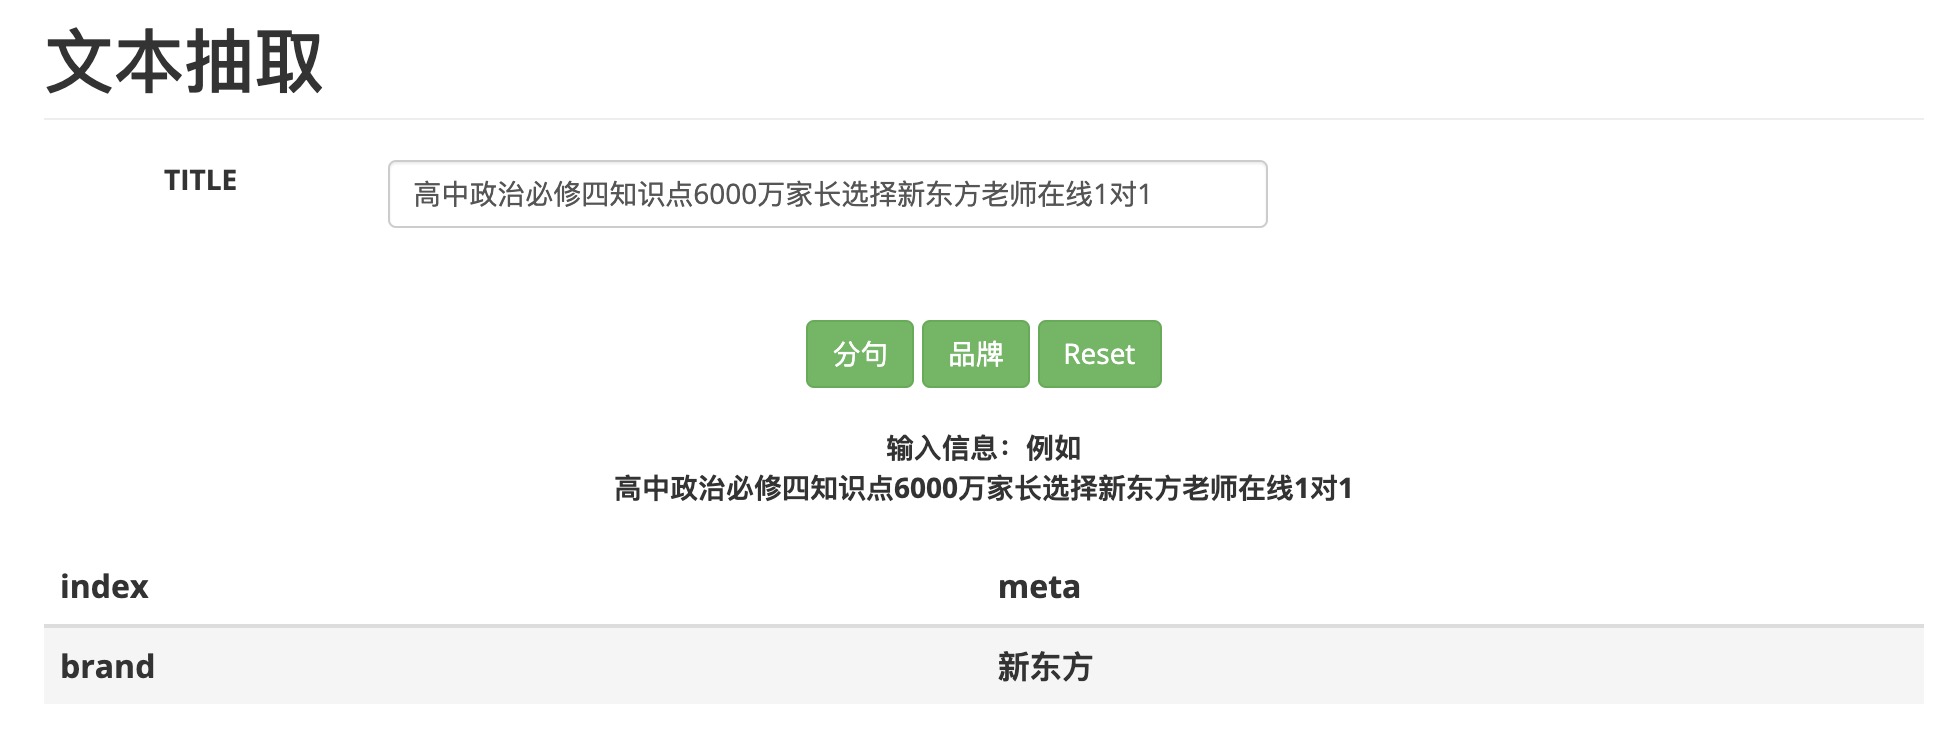 文本抽取
TITLE
高中政治必修四知识点6000万家长选择新东方老师在线1对1
分句 品牌 Reset
输入信息：例如
高中政治必修四知识点6000万家长选择新东方老师在线1对1
index meta
brand 新东方